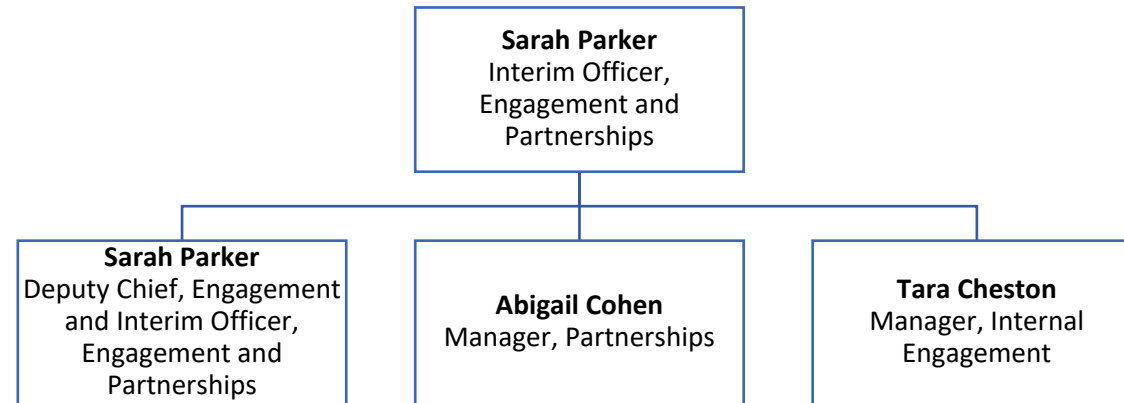 Sarah Parker
Interim Officer,
Engagement and
Partnerships
Sarah Parker
Deputy Chief, Engagement
and Interim Officer,
Engagement and
Partnerships
Abigail Cohen
Manager, Partnerships
Tara Cheston
Manager, Internal
Engagement